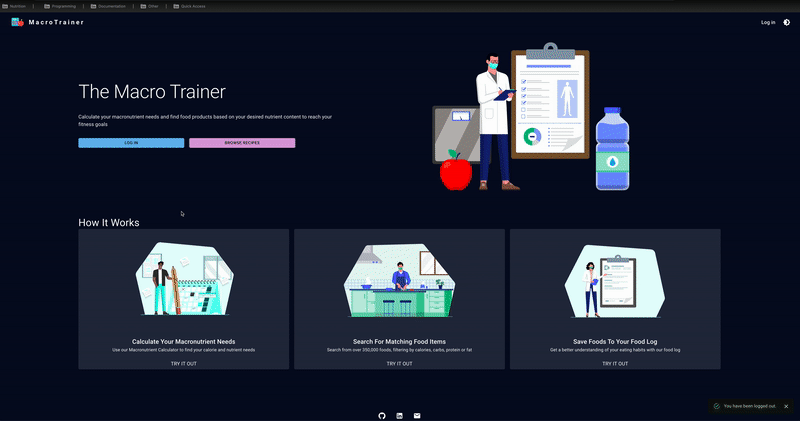 Nutrition
Programming
Documentation
Other
Quick Access
MacroTrainer
Log in
The Macro Trainer
Calculate your macronutrient needs and find food products based on your desired nutrient content to reach your
fitness goals
LOG IN
BROWSE RECIPES
How It Works
Calculate Your Macronutrient Needs
Use our Macronutrient Calculator to find your calorie and nutrient needs
TRY IT OUT
Search For Matching Food Items
Search from over 350,000 foods, filtering by calories, carbs, protein or fat
TRY IT OUT
Save Foods To Your Food Log
Get a better understanding of your eating habits with our food log
TRY IT OUT
You have been logged out.